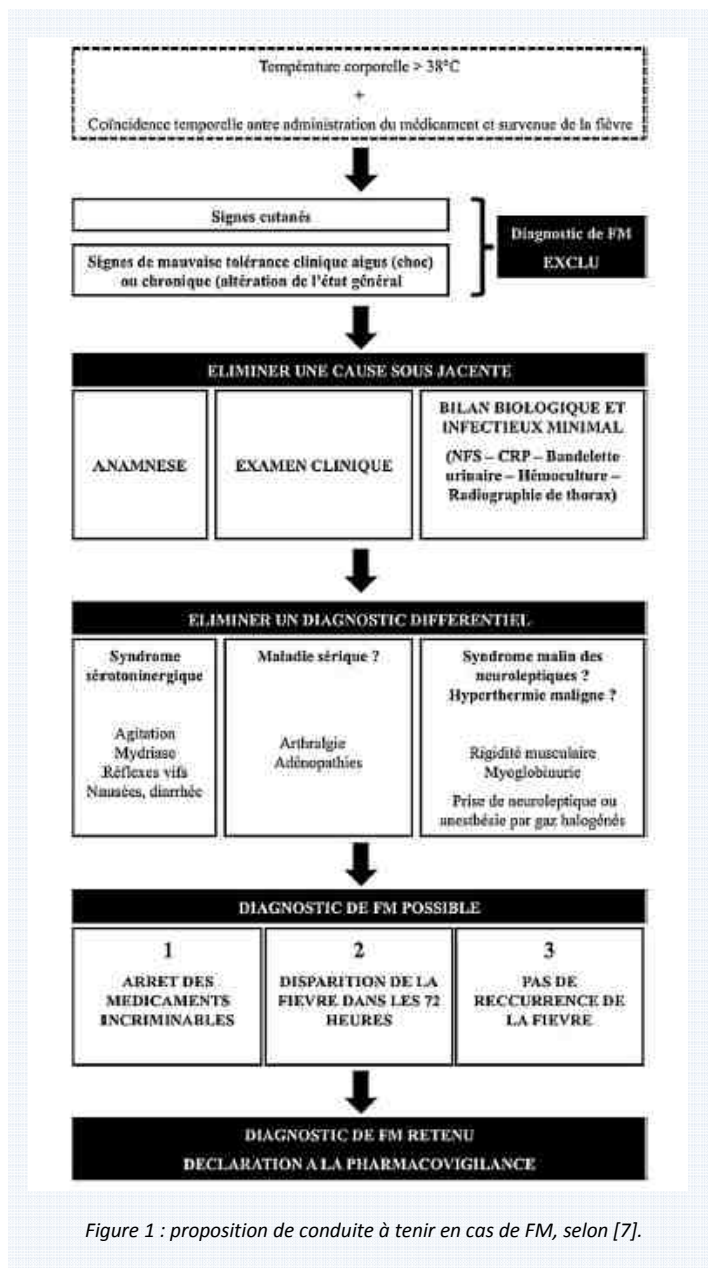 Température corporelle > 38°C
+
Coïncidence temporelle entre administration du médicament et survenue de la fièvre
Signes cutanés
Signes de mauvaise tolérance clinique aigus (choc)
ou chronique (altération de l'état général
Diagnostic de FM
EXCLU
ELIMINER UNE CAUSE SOUS JACENTE
ANAMNESE
EXAMEN CLINIQUE
BILAN BIOLOGIQUE ET
INFECTIEUX MINIMAL
(NFS – CRP – Bandelette
urinaire – Hémoculture –
Radiographie de thorax)
ELIMINER UN DIAGNOSTIC DIFFERENTIEL
Syndrome
sérotoninergique
Agitation
Mydriase
Réflexes vifs
Nausées, diarrhée
Maladie sérique ?
Arthralgie
Adénopathies
Syndrome malin des
neuroleptiques ?
Hyperthermie maligne ?
Rigidité musculaire
Myoglobinurie
Prise de neuroleptique ou
anesthésie par gaz halogénés
DIAGNOSTIC DE FM POSSIBLE
1
ARRET DES
MEDICAMENTS
INCRIMINABLES
2
DISPARITION DE LA
FIEVRE DANS LES 72
HEURES
3
PAS DE
RECCURRENCE DE
LA FIEVRE
DIAGNOSTIC DE FM RETENU
DECLARATION A LA PHARMACOVIGILANCE
Figure 1 : proposition de conduite à tenir en cas de FM, selon [7].